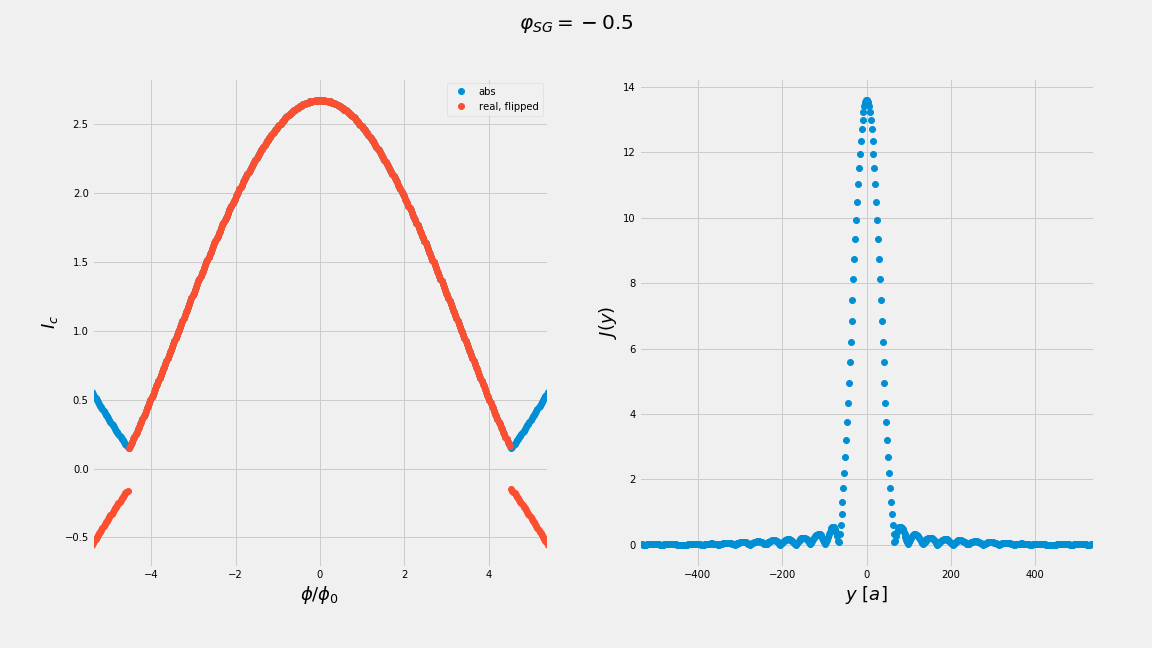 φ_SG = −0.5
abs
real, flipped
I_c
2.5
2.0
1.5
1.0
0.5
0.0
−0.5
−4 −2 0 2 4
ϕ/ϕ_0
J(y)
14
12
10
8
6
4
2
0
−400 −200 0 200 400
y [a]